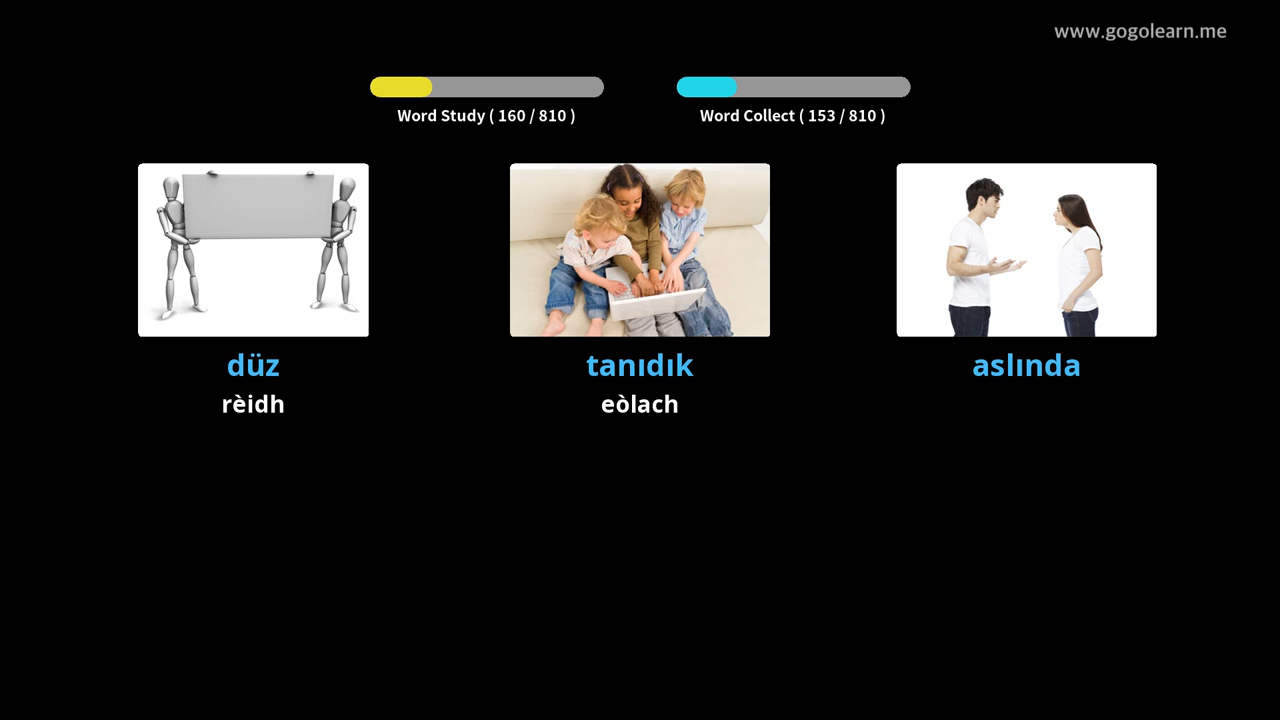 www.gogolearn.me
Word Study ( 160 / 810 )
Word Collect ( 153 / 810 )
düz
tanıdık
aslında
rèidh
eòlach